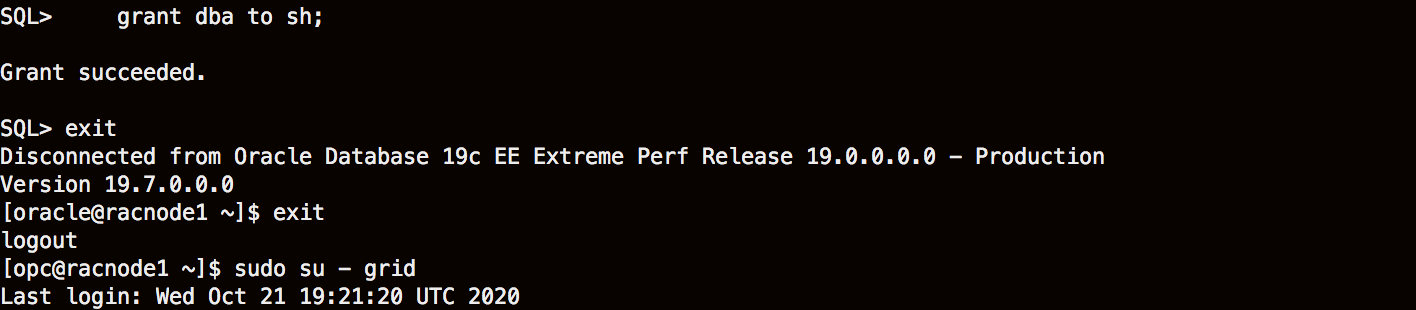 SQL>     grant dba to sh;
Grant succeeded.
SQL> exit
Disconnected from Oracle Database 19c EE Extreme Perf Release 19.0.0.0.0 - Production
Version 19.7.0.0.0
[oracle@racnode1 ~]$ exit
logout
[opc@racnode1 ~]$ sudo su - grid
Last login: Wed Oct 21 19:21:20 UTC 2020